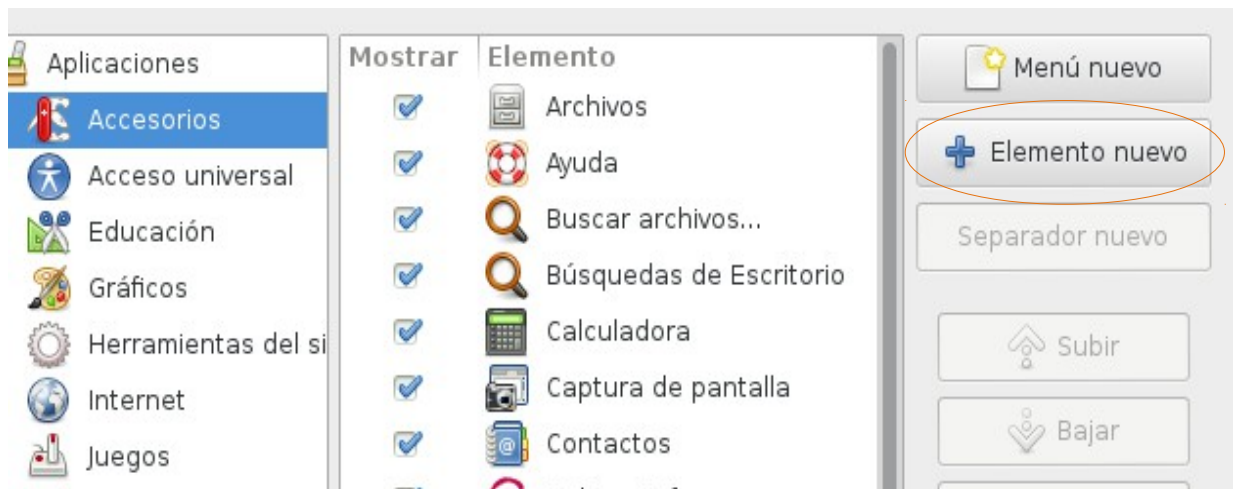 Aplicaciones
Accesorios
Acceso universal
Educación
Gráficos
Herramientas del si
Internet
Juegos
Mostrar Elemento
Archivos
Ayuda
Buscar archivos...
Búsquedas de Escritorio
Calculadora
Captura de pantalla
Contactos
Menú nuevo
Elemento nuevo
Separador nuevo
Subir
Bajar